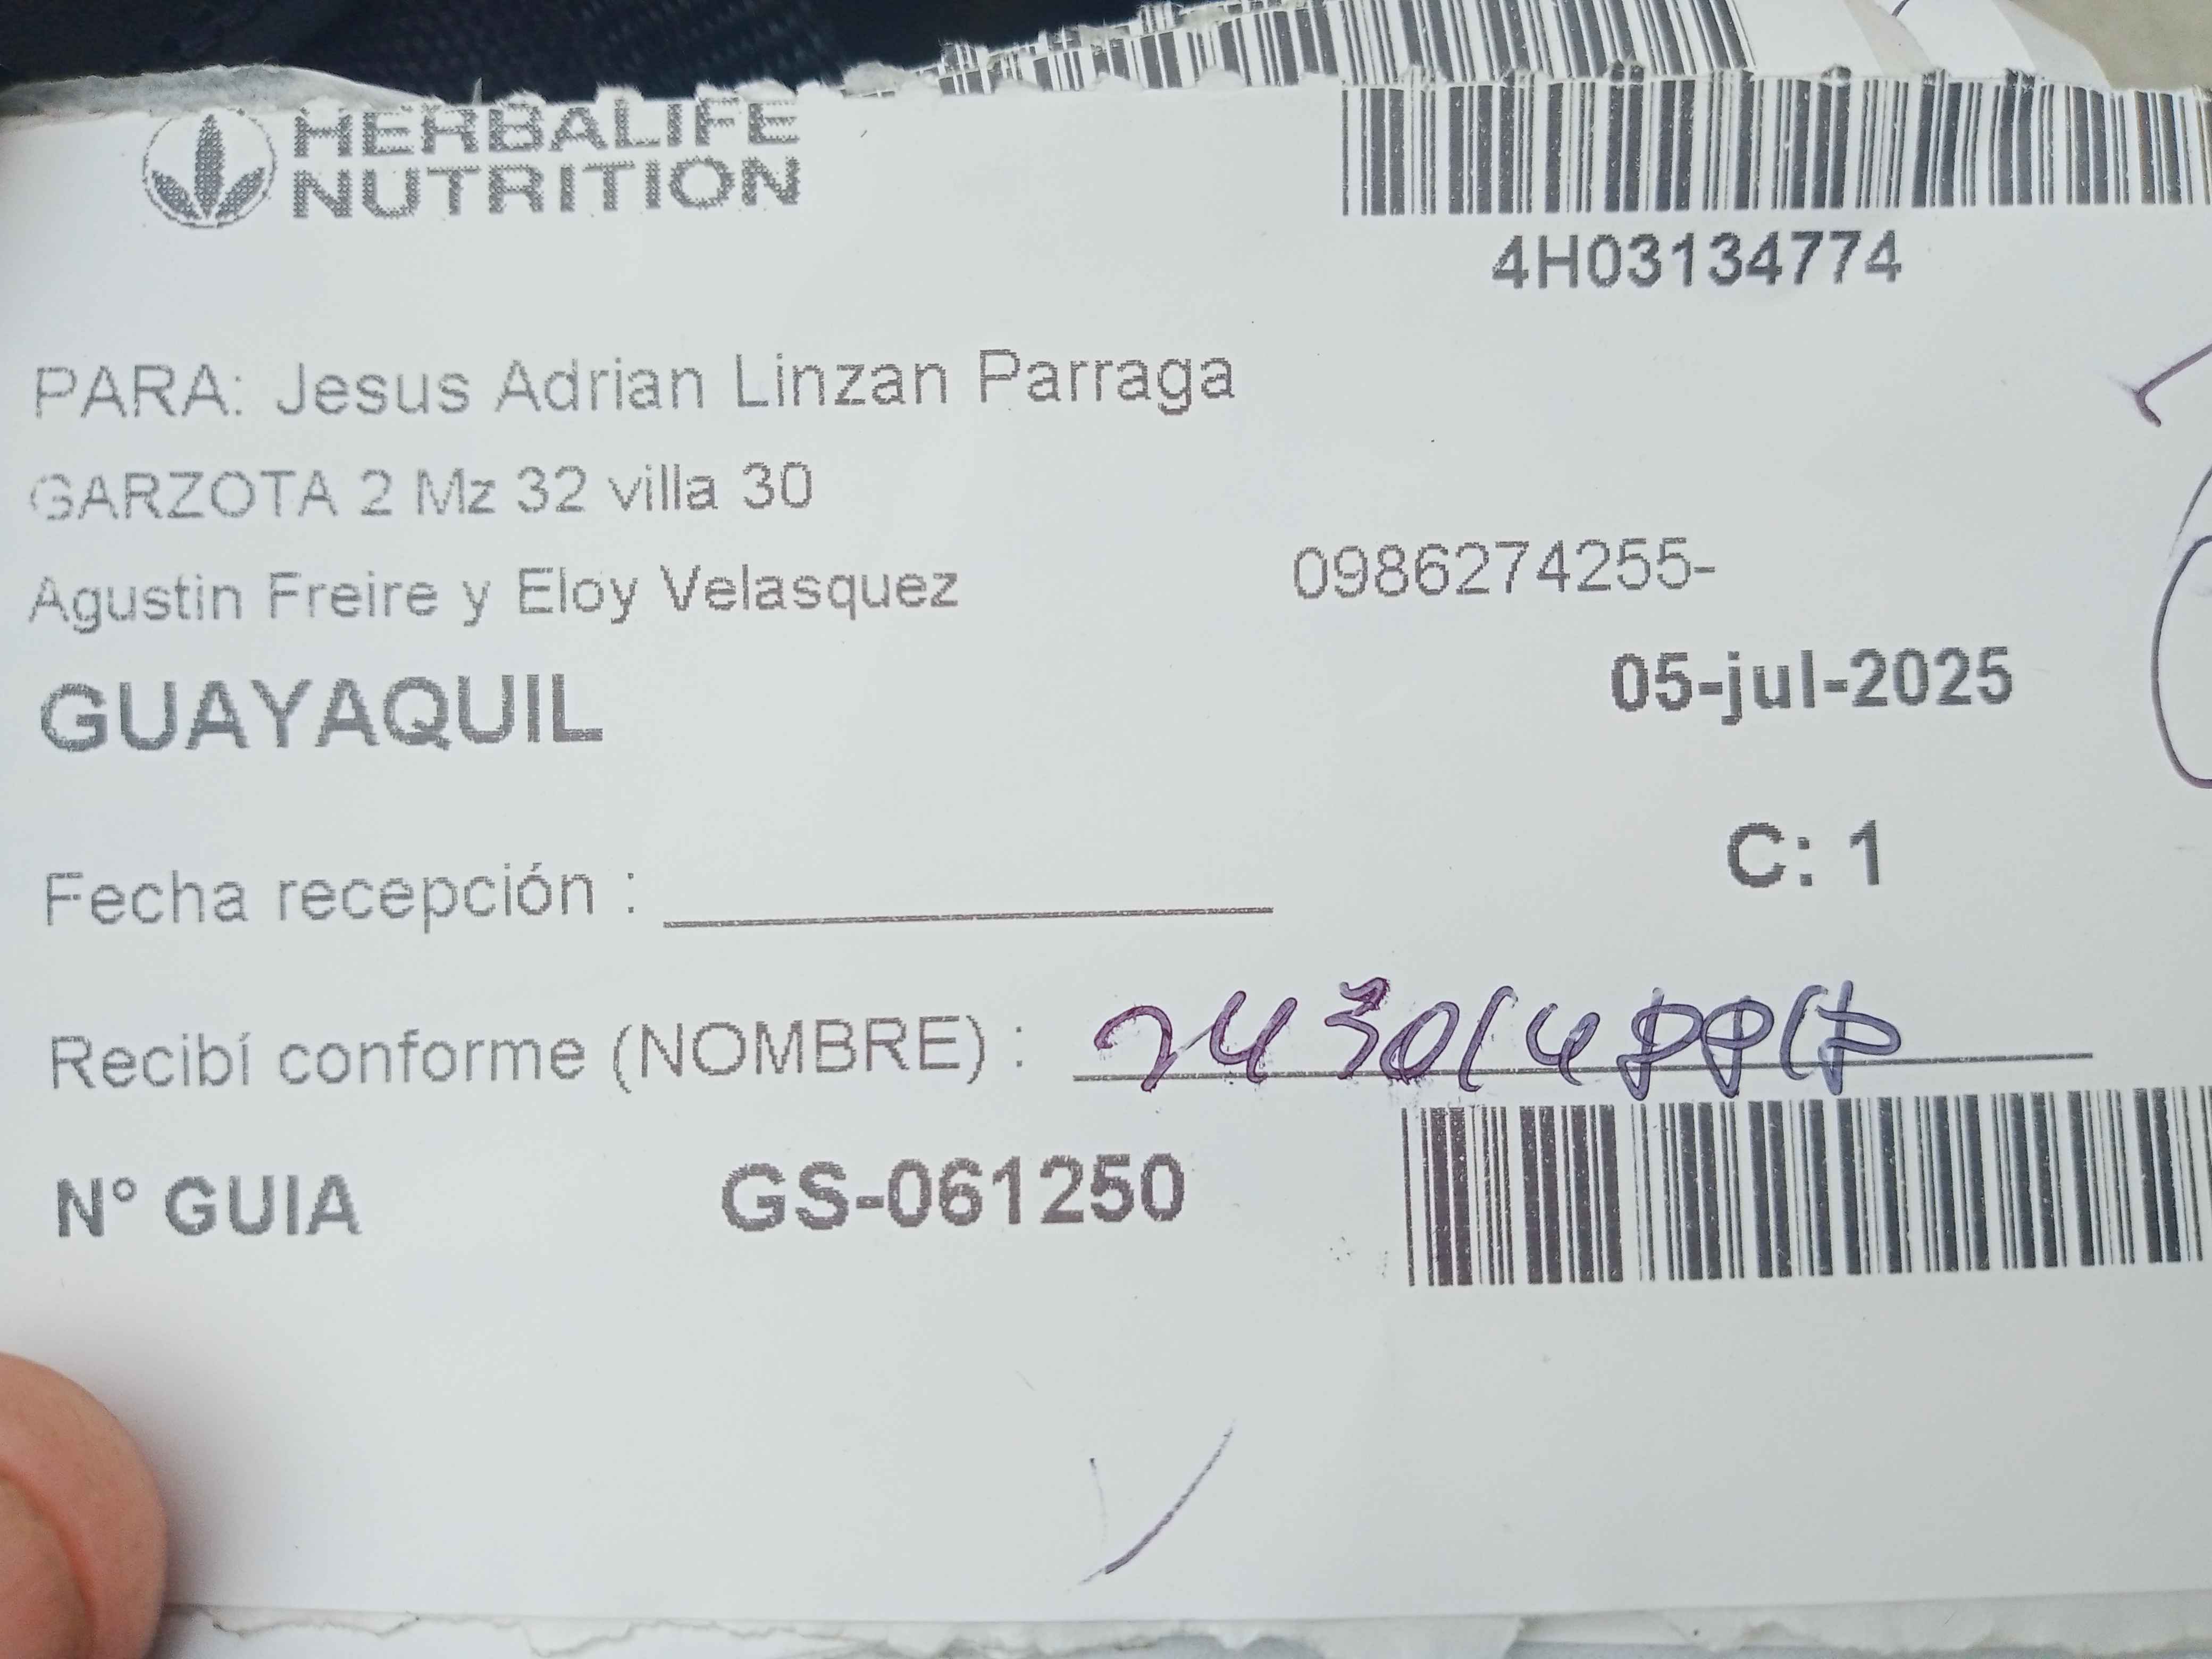 HERBALIFE
NUTRITION
4H03134774
PARA: Jesus Adrian Linzan Parraga
GARZOTA 2 Mz 32 villa 30
Agustin Freire y Eloy Velasquez
0986274255-
GUAYAQUIL
05-jul-2025
C: 1
Fecha recepción :
Recibí conforme (NOMBRE) :
N° GUIA GS-061250